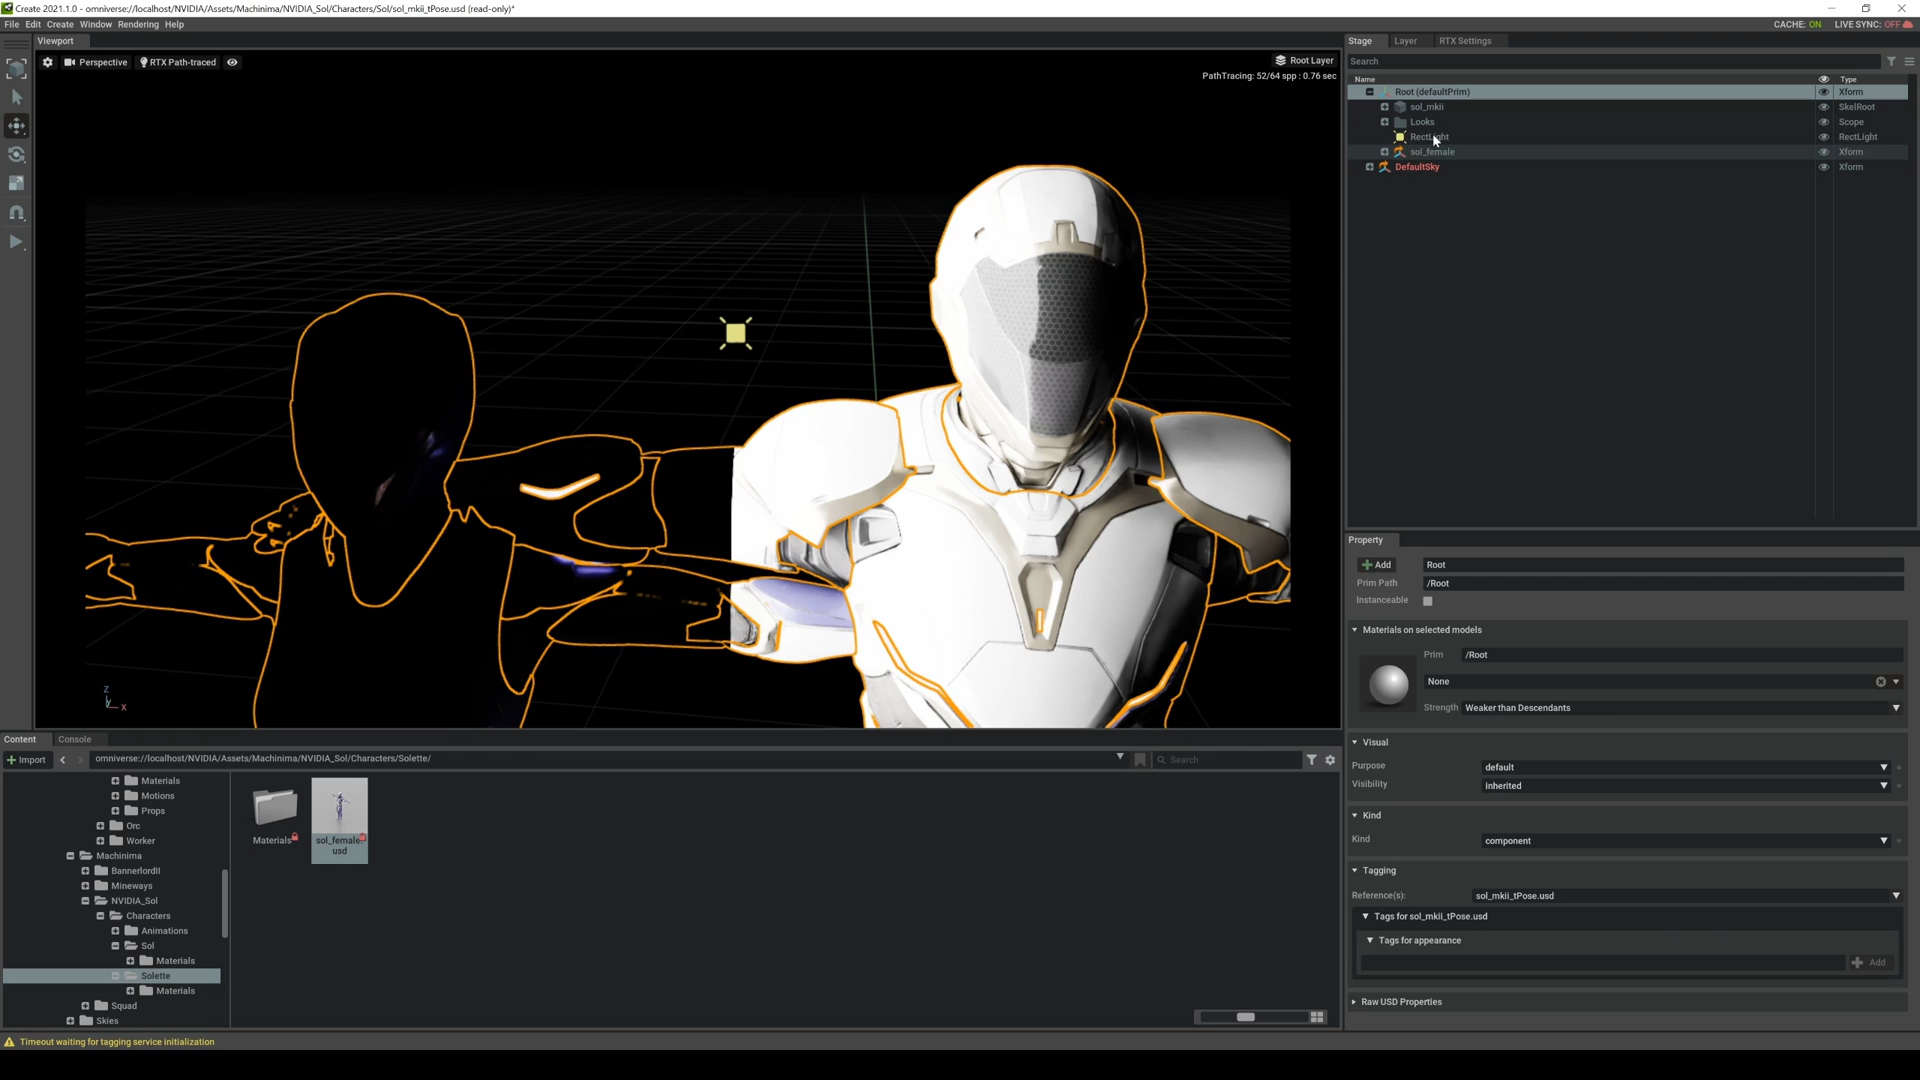 Create 2021.1.0 - omniverse://localhost/NVIDIA/Assets/Machinima/NVIDIA_Sol/Characters/Sol/sol_mkii_tPose.usd (read-only)*
File Edit Create Window Rendering Help
CACHE: ON LIVE SYNC: OFF
Viewport
Perspective
RTX Path-traced
Root Layer
PathTracing: 52/64 spp : 0.76 sec
Z
Y
X
Stage Layer RTX Settings
Search
Name Type
Root (defaultPrim) Xform
sol_mkii SkelRoot
Looks Scope
RectLight RectLight
sol_female Xform
DefaultSky Xform
Property
Add Root
Prim Path /Root
Instanceable
Materials on selected models
Prim /Root
None
Strength Weaker than Descendants
Visual
Purpose default
Visibility inherited
Kind
Kind component
Tagging
Reference(s): sol_mkii_tPose.usd
Tags for sol_mkii_tPose.usd
Tags for appearance
Add
Raw USD Properties
Content Console
Import omniverse://localhost/NVIDIA/Assets/Machinima/NVIDIA_Sol/Characters/Solette/ Search
Materials
Motions
Props
Orc
Worker
Machinima
BannerlordII
Mineways
NVIDIA_Sol
Characters
Animations
Sol
Materials
Solette
Materials
Squad
Skies
Materials
sol_female.
usd
Timeout waiting for tagging service initialization